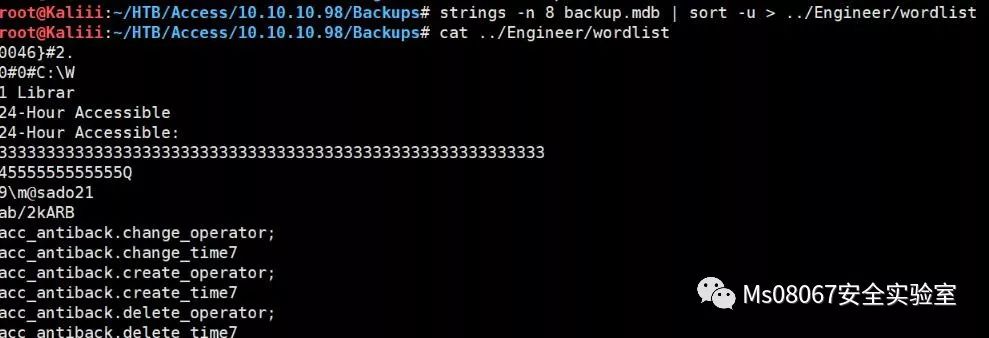 root@Kaliii:~/HTB/Access/10.10.10.98/Backups# strings -n 8 backup.mdb | sort -u > ../Engineer/wordlist
root@Kaliii:~/HTB/Access/10.10.10.98/Backups# cat ../Engineer/wordlist
0046}#2.
0#0#C:\W
1 Librar
24-Hour Accessible
24-Hour Accessible:
3333333333333333333333333333333333333333333333333333333
4555555555555Q
9\m@sado21
ab/2kARB
acc_antiback.change_operator;
acc_antiback.change_time7
acc_antiback.create_operator;
acc_antiback.create_time7
acc_antiback.delete_operator;
acc_antiback.delete_time7
Ms08067安全实验室